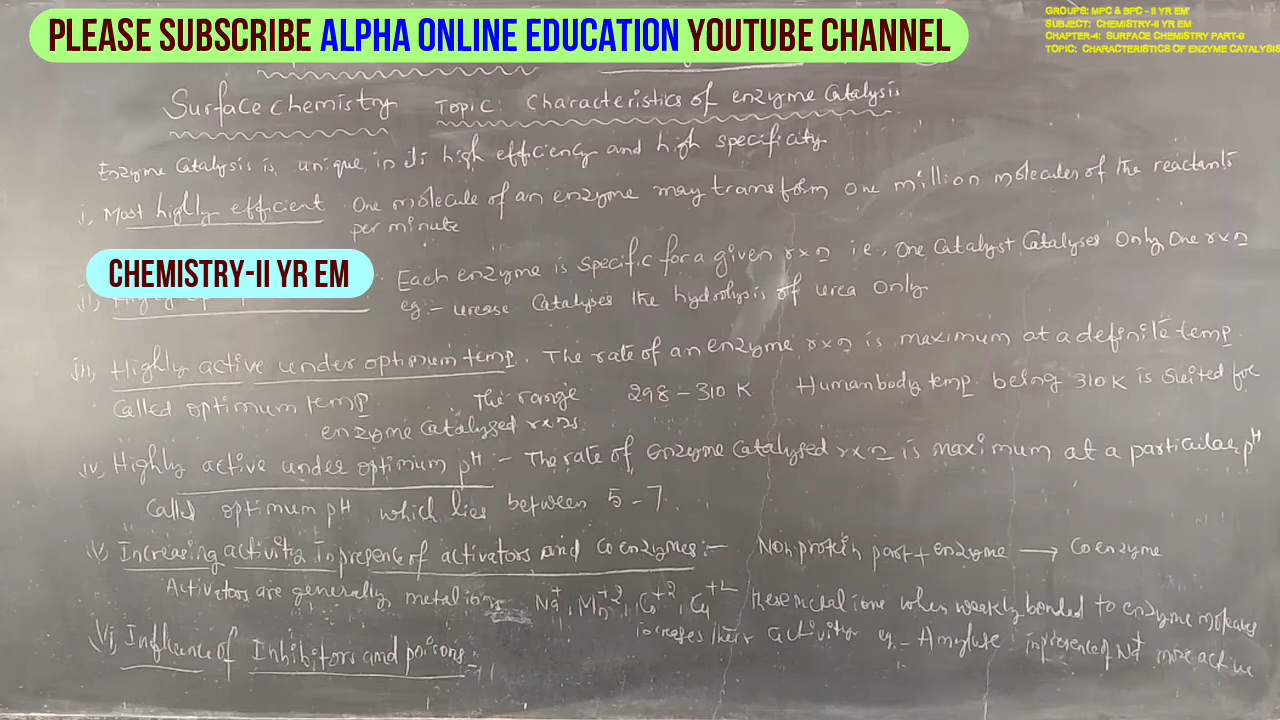 PLEASE SUBSCRIBE ALPHA ONLINE EDUCATION YOUTUBE CHANNEL
GROUPS: MPC & BPC - II YR EM
SUBJECT: CHEMISTRY-II YR EM
CHAPTER-4: SURFACE CHEMISTRY PART-6
TOPIC: CHARACTERISTICS OF ENZYME CATALYSIS
Surface chemistry Topic: Characteristics of enzyme Catalysis
Enzyme Catalysis is unique in its high efficiency and high specificity
i, Most highly efficient One molecule of an enzyme may transform one million molecules of the reactants
per minute
CHEMISTRY-II YR EM
Each enzyme is specific for a given rxn ie, one Catalyst Catalyses Only One rxn
eg:- urease Catalyses the hydrolysis of urea Only
iii, Highly active under optimum temp. The rate of an enzyme rxn is maximum at a definite temp.
Called optimum temp The range 298-310 K Human body temp. being 310 K is Suited for
enzyme Catalysed rxns.
iv, Highly active under optimum pH - The rate of enzyme Catalysed rxn is maximum at a particular pH
Called optimum pH which lies between 5-7.
v, Increasing activity in presence of activators and Co enzymes:- Non protein part + enzyme → Co enzyme
Activators are generally metal ions Na+, Mn+2, Co+2, Cu+2 these metal ions when weekly bonded to enzyme molecules
increases their activity eg.- Amylase in presence of Na+ more active
vi, Influence of Inhibitors and poisons:-